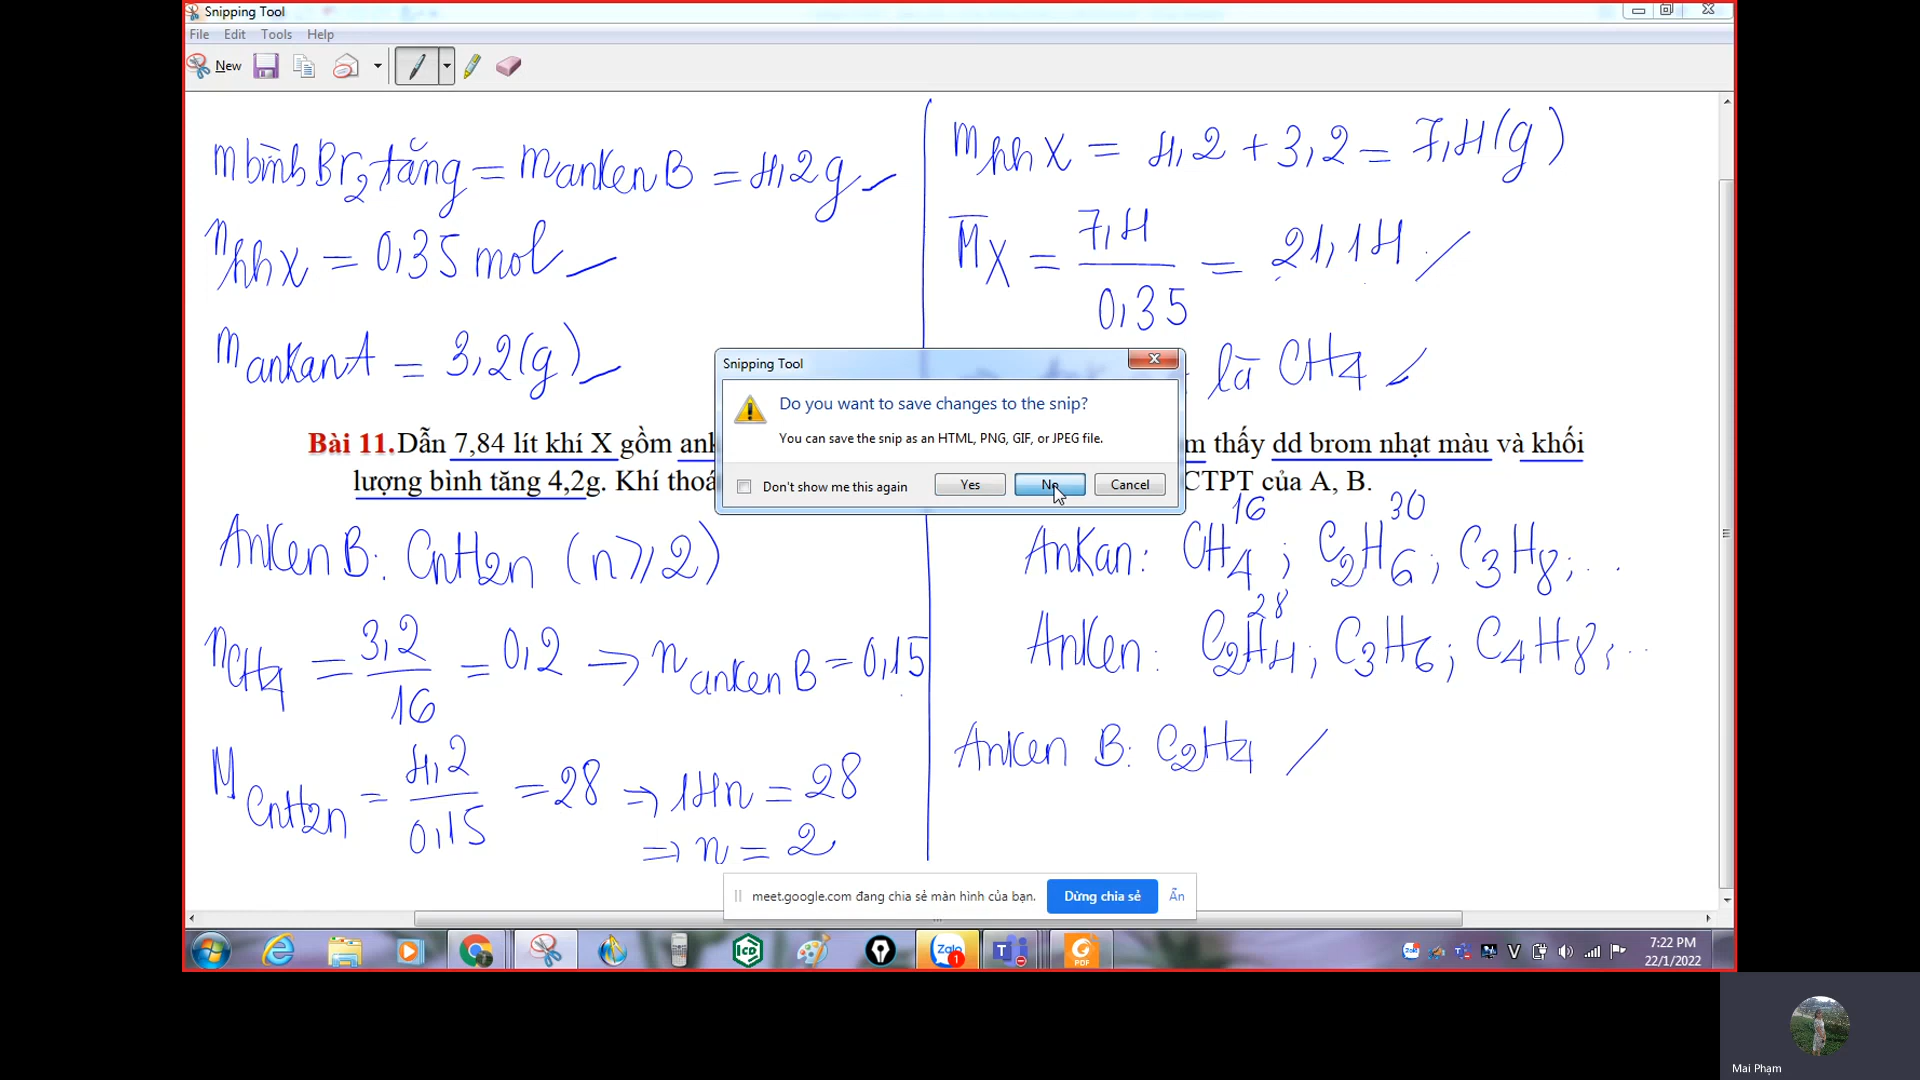 Snipping Tool
File Edit Tools Help
New
m bình Br2 tăng = m anken B = 4,2g
n hh X = 0,35 mol
m ankan A = 3,2(g)
m hh X = 4,2 + 3,2 = 7,4(g)
M̅X = 7,4 / 0,35 = 21,14
là CH4
Snipping Tool
Do you want to save changes to the snip?
You can save the snip as an HTML, PNG, GIF, or JPEG file.
Don't show me this again Yes No Cancel
Bài 11. Dẫn 7,84 lít khí X gồm thấy dd brom nhạt màu và khối
lượng bình tăng 4,2g. Khí CTPT của A, B.
Anken B: CnH2n (n ≥ 2)
nCH4 = 3,2 / 16 = 0,2 => n anken B = 0,15
M CnH2n = 4,2 / 0,15 = 28 => 14n = 28
=> n = 2
16 30
Ankan: CH4; C2H6; C3H8; ...
28
Anken: C2H4; C3H6; C4H8; ...
Anken B: C2H4
meet.google.com đang chia sẻ màn hình của bạn. Dừng chia sẻ Ẩn
Zalo
1
PDF
7:22 PM
22/1/2022
Mai Phạm